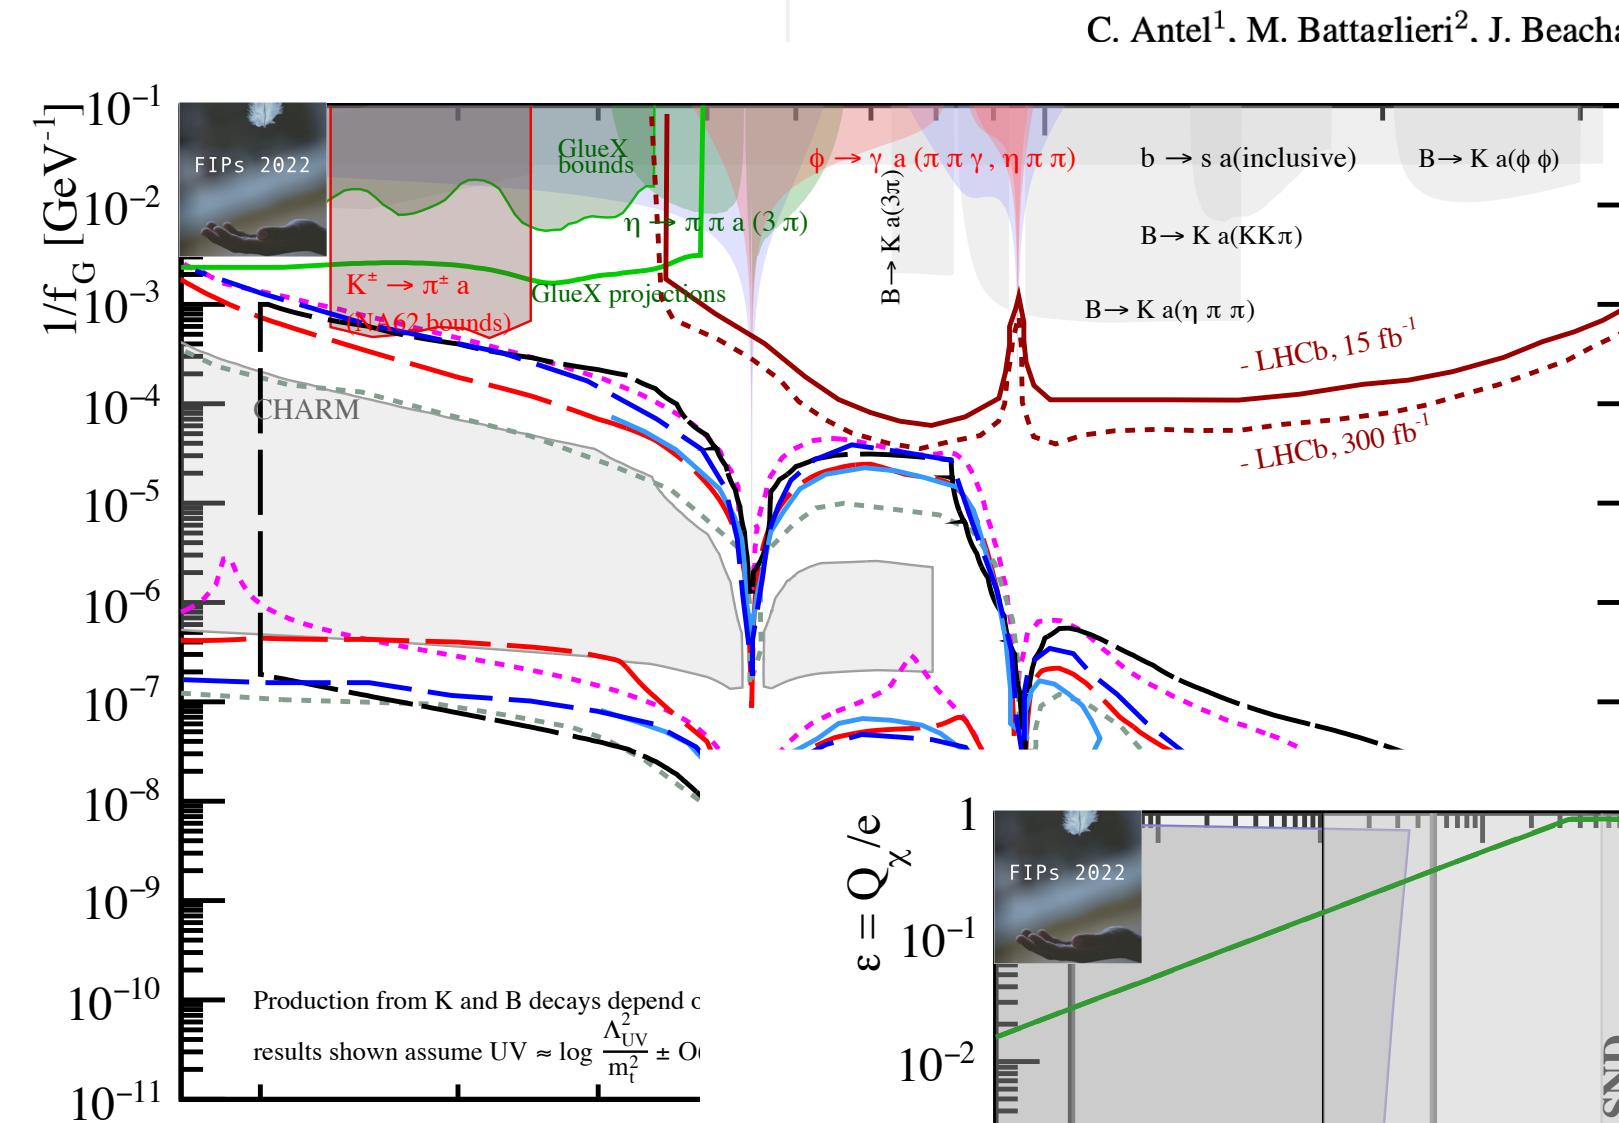 C. Antel¹, M. Battaglieri², J. Beacha
1/f_G [GeV⁻¹]
10⁻¹
10⁻²
10⁻³
10⁻⁴
10⁻⁵
10⁻⁶
10⁻⁷
10⁻⁸
10⁻⁹
10⁻¹⁰
10⁻¹¹
FIPs 2022
GlueX
bounds
η → π π a (3 π)
K± → π± a
(NA62 bounds)
GlueX projections
CHARM
ϕ → γ a (π π γ , η π π)
B→ K a(3π)
b → s a(inclusive)
B→ K a(ϕ ϕ)
B→ K a(KKπ)
B→ K a(η π π)
- LHCb, 15 fb⁻¹
- LHCb, 300 fb⁻¹
Production from K and B decays depend o
results shown assume UV ≈ log Λ²_UV / m²_t ± O(
ε = Q_χ/e
1
10⁻¹
10⁻²
FIPs 2022
SND